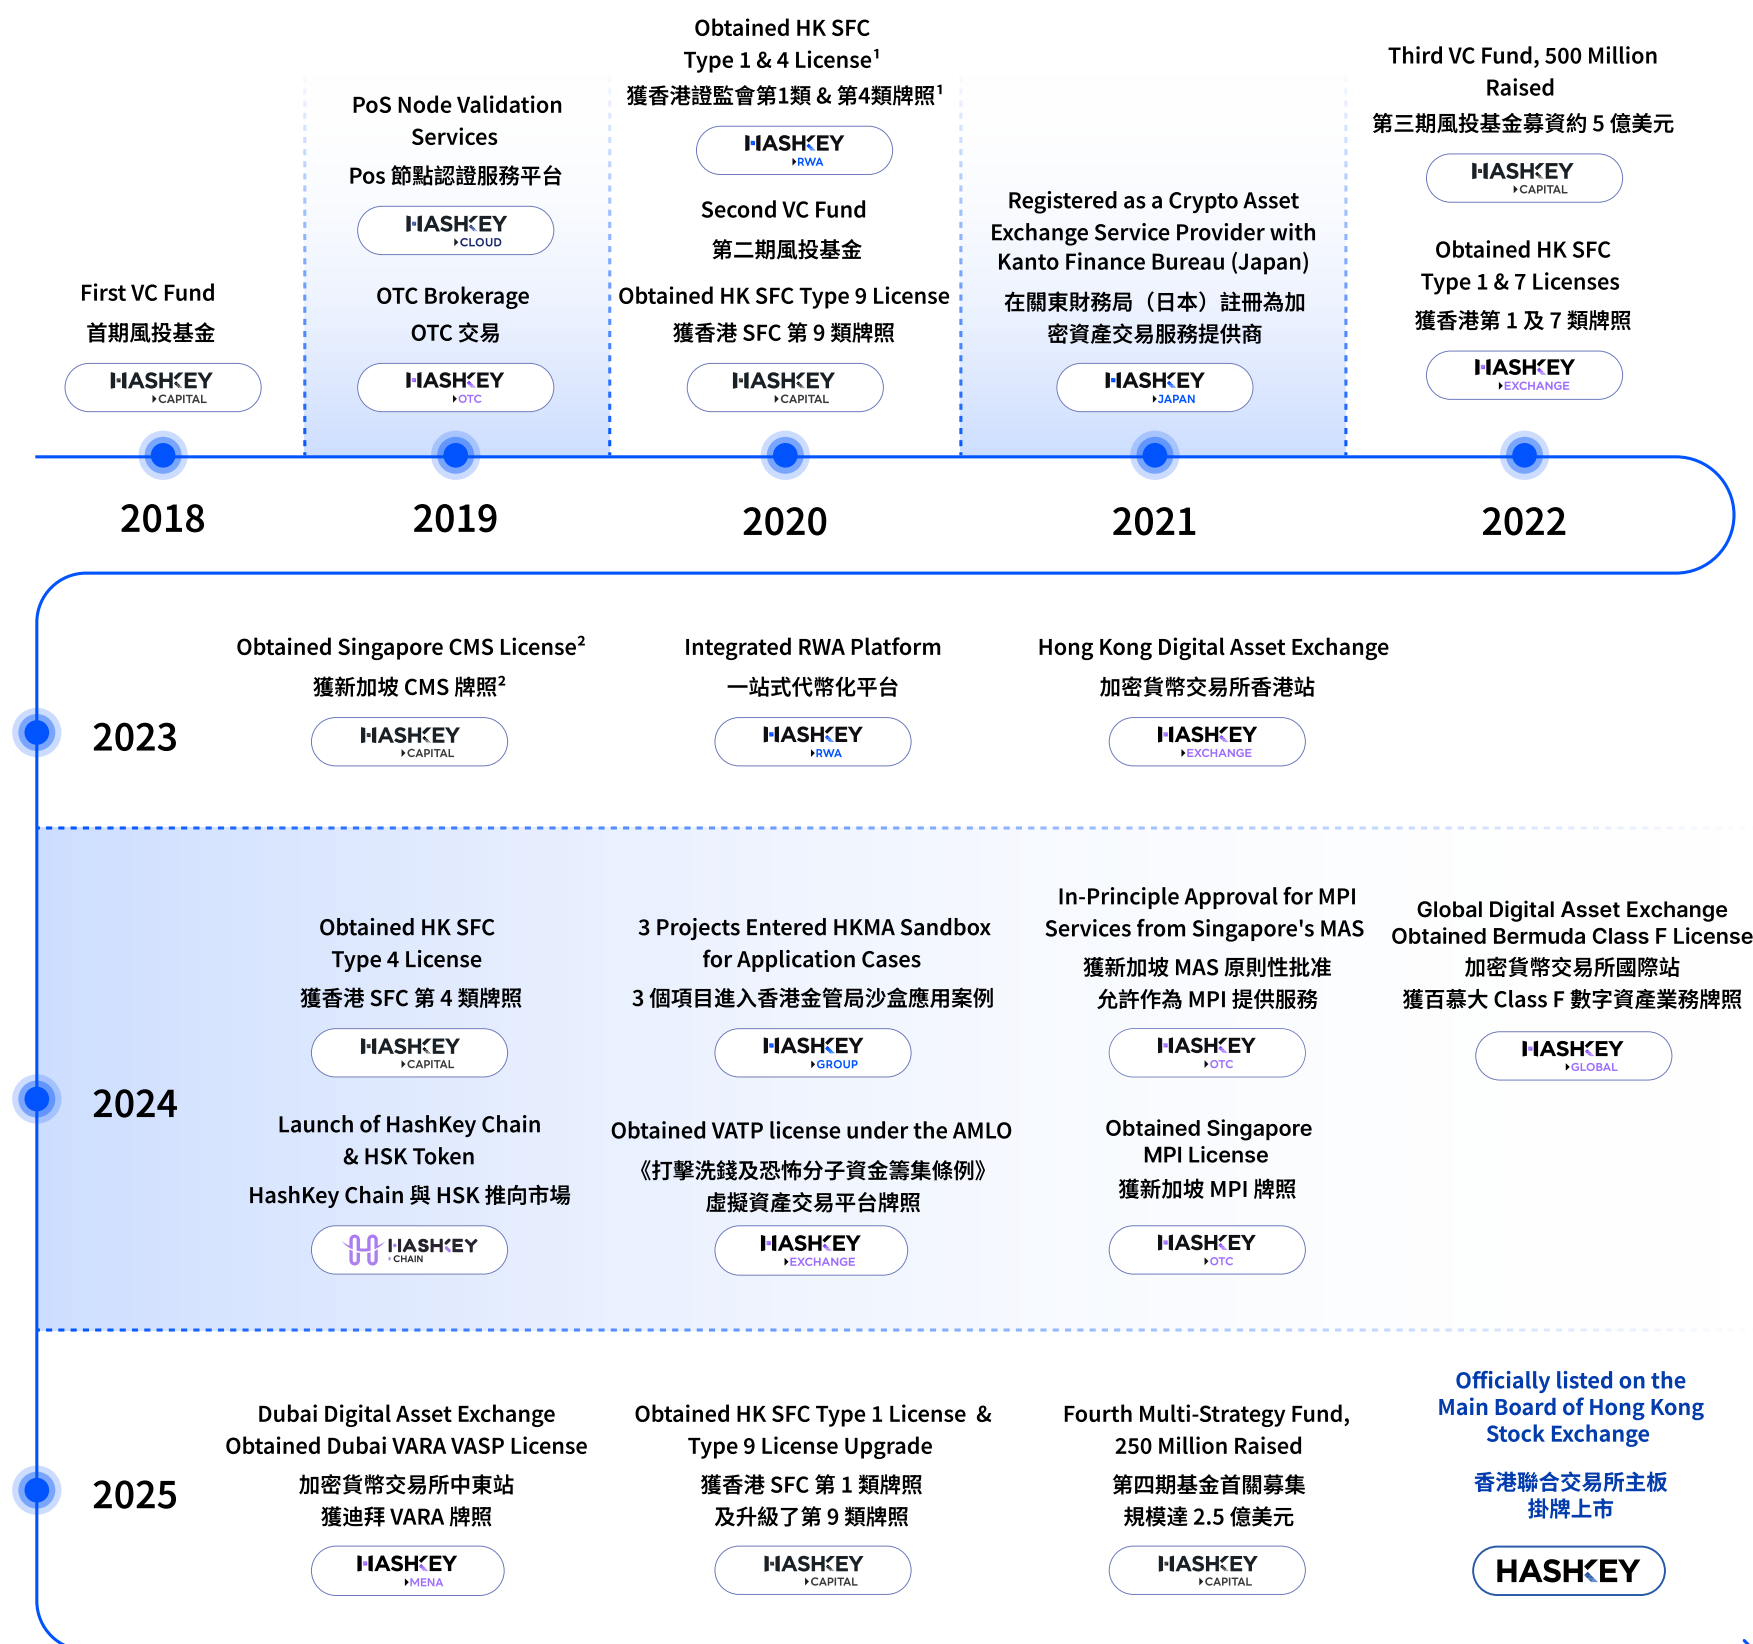 First VC Fund
首期風投基金
HASHKEY
CAPITAL
2018
PoS Node Validation
Services
Pos 節點認證服務平台
HASHKEY
CLOUD
OTC Brokerage
OTC 交易
HASHKEY
OTC
2019
Obtained HK SFC
Type 1 & 4 License¹
獲香港證監會第1類 & 第4類牌照¹
HASHKEY
RWA
Second VC Fund
第二期風投基金
Obtained HK SFC Type 9 License
獲香港 SFC 第 9 類牌照
HASHKEY
CAPITAL
2020
Registered as a Crypto Asset
Exchange Service Provider with
Kanto Finance Bureau (Japan)
在關東財務局（日本）註冊為加
密資產交易服務提供商
HASHKEY
JAPAN
2021
Third VC Fund, 500 Million
Raised
第三期風投基金募資約 5 億美元
HASHKEY
CAPITAL
Obtained HK SFC
Type 1 & 7 Licenses
獲香港第 1 及 7 類牌照
HASHKEY
EXCHANGE
2022
2023
Obtained Singapore CMS License²
獲新加坡 CMS 牌照²
HASHKEY
CAPITAL
Integrated RWA Platform
一站式代幣化平台
HASHKEY
RWA
Hong Kong Digital Asset Exchange
加密貨幣交易所香港站
HASHKEY
EXCHANGE
2024
Obtained HK SFC
Type 4 License
獲香港 SFC 第 4 類牌照
HASHKEY
CAPITAL
3 Projects Entered HKMA Sandbox
for Application Cases
3 個項目進入香港金管局沙盒應用案例
HASHKEY
GROUP
In-Principle Approval for MPI
Services from Singapore's MAS
獲新加坡 MAS 原則性批准
允許作為 MPI 提供服務
HASHKEY
OTC
Global Digital Asset Exchange
Obtained Bermuda Class F License
加密貨幣交易所國際站
獲百慕大 Class F 數字資產業務牌照
HASHKEY
GLOBAL
Launch of HashKey Chain
& HSK Token
HashKey Chain 與 HSK 推向市場
HASHKEY
CHAIN
Obtained VATP license under the AMLO
《打擊洗錢及恐怖分子資金籌集條例》
虛擬資產交易平台牌照
HASHKEY
EXCHANGE
Obtained Singapore
MPI License
獲新加坡 MPI 牌照
HASHKEY
OTC
2025
Dubai Digital Asset Exchange
Obtained Dubai VARA VASP License
加密貨幣交易所中東站
獲迪拜 VARA 牌照
HASHKEY
MENA
Obtained HK SFC Type 1 License &
Type 9 License Upgrade
獲香港 SFC 第 1 類牌照
及升級了第 9 類牌照
HASHKEY
CAPITAL
Fourth Multi-Strategy Fund,
250 Million Raised
第四期基金首關募集
規模達 2.5 億美元
HASHKEY
CAPITAL
Officially listed on the
Main Board of Hong Kong
Stock Exchange
香港聯合交易所主板
掛牌上市
HASHKEY